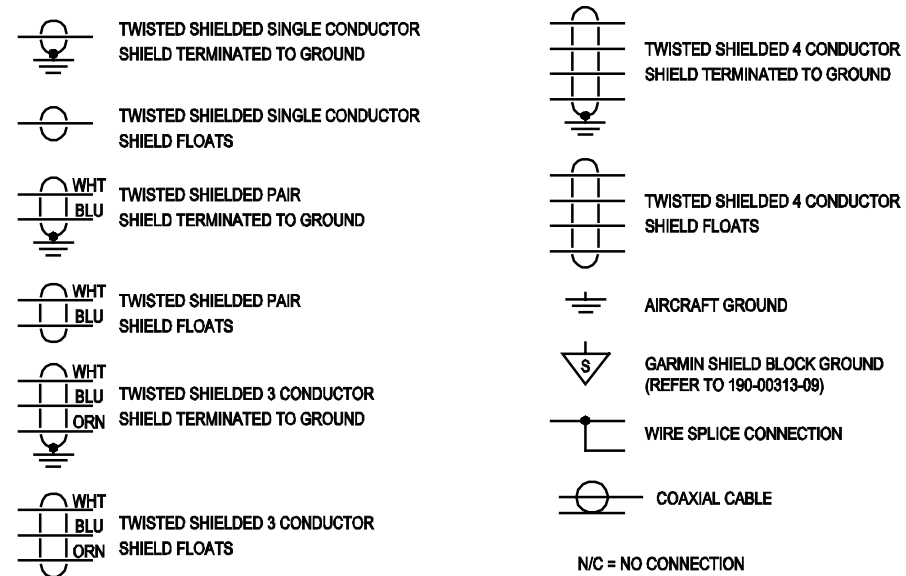 TWISTED SHIELDED SINGLE CONDUCTOR
SHIELD TERMINATED TO GROUND
TWISTED SHIELDED SINGLE CONDUCTOR
SHIELD FLOATS
WHT
BLU
TWISTED SHIELDED PAIR
SHIELD TERMINATED TO GROUND
WHT
BLU
TWISTED SHIELDED PAIR
SHIELD FLOATS
WHT
BLU
ORN
TWISTED SHIELDED 3 CONDUCTOR
SHIELD TERMINATED TO GROUND
WHT
BLU
ORN
TWISTED SHIELDED 3 CONDUCTOR
SHIELD FLOATS
TWISTED SHIELDED 4 CONDUCTOR
SHIELD TERMINATED TO GROUND
TWISTED SHIELDED 4 CONDUCTOR
SHIELD FLOATS
AIRCRAFT GROUND
S
GARMIN SHIELD BLOCK GROUND
(REFER TO 190-00313-09)
WIRE SPLICE CONNECTION
COAXIAL CABLE
N/C = NO CONNECTION